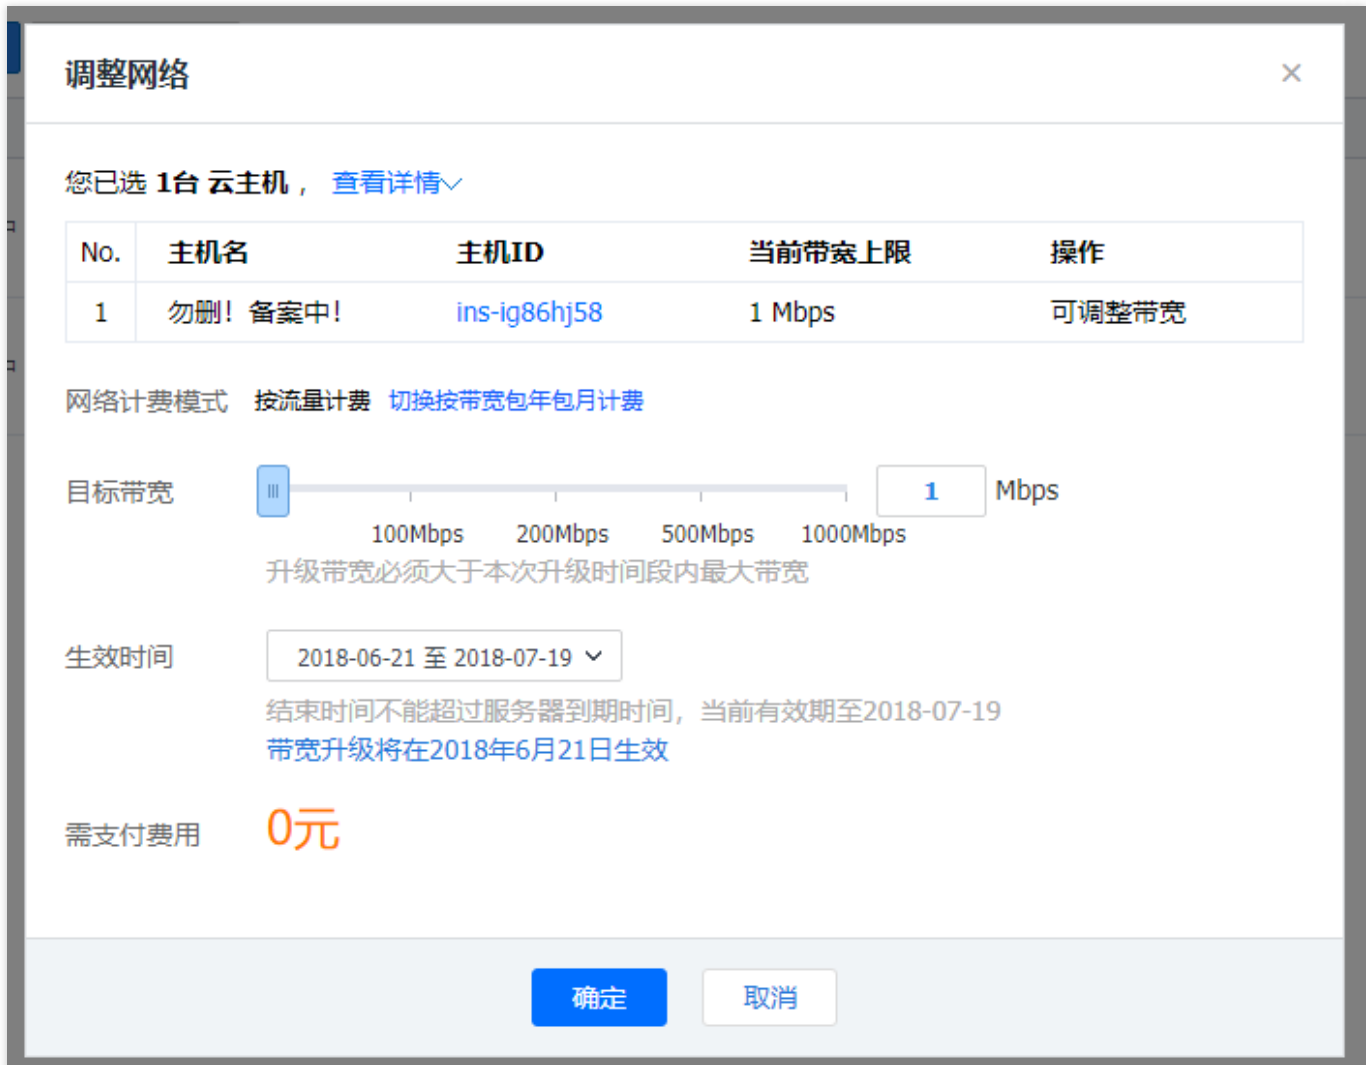 调整网络
您已选 1台 云主机 ， 查看详情
No. 主机名 主机ID 当前带宽上限 操作
1 勿删！备案中！ ins-ig86hj58 1 Mbps 可调整带宽
网络计费模式 按流量计费 切换按带宽包年包月计费
目标带宽 1 Mbps
100Mbps 200Mbps 500Mbps 1000Mbps
升级带宽必须大于本次升级时间段内最大带宽
生效时间 2018-06-21 至 2018-07-19
结束时间不能超过服务器到期时间，当前有效期至2018-07-19
带宽升级将在2018年6月21日生效
需支付费用 0元
确定 取消